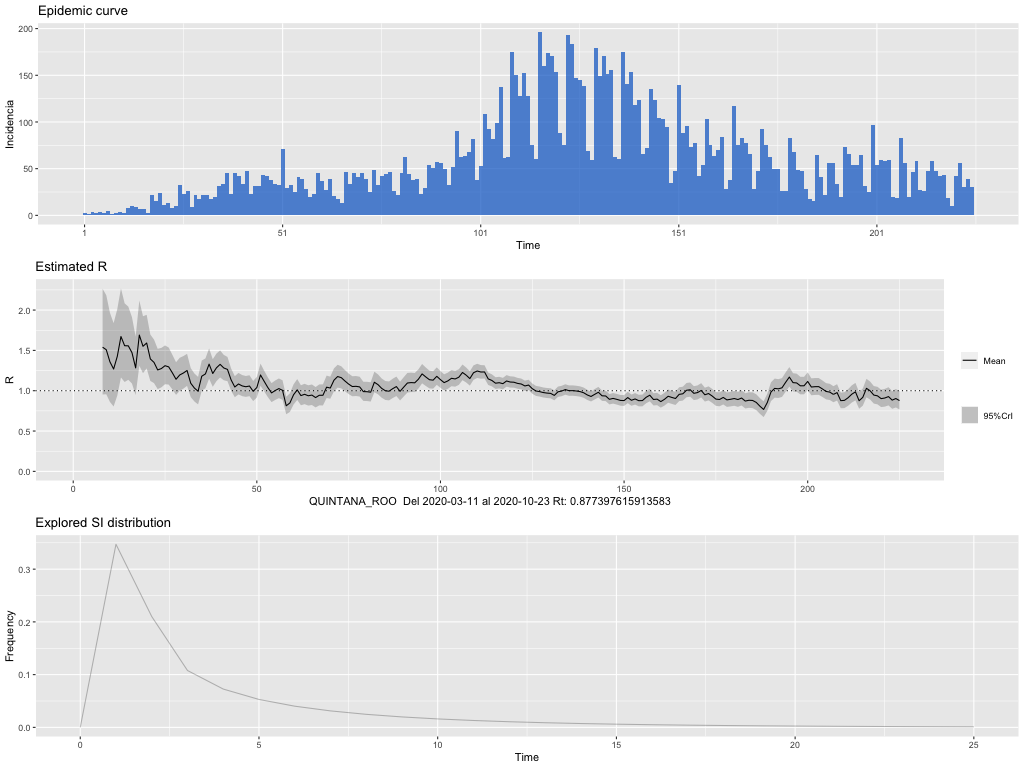 Epidemic curve
200
150
100
50
0
Incidencia
1 51 101 151 201
Time
Estimated R
2.0
1.5
1.0
0.5
0.0
R
0 50 100 150 200
QUINTANA_ROO Del 2020-03-11 al 2020-10-23 Rt: 0.877397615913583
Mean
95%CrI
Explored SI distribution
0.3
0.2
0.1
0.0
Frequency
0 5 10 15 20 25
Time